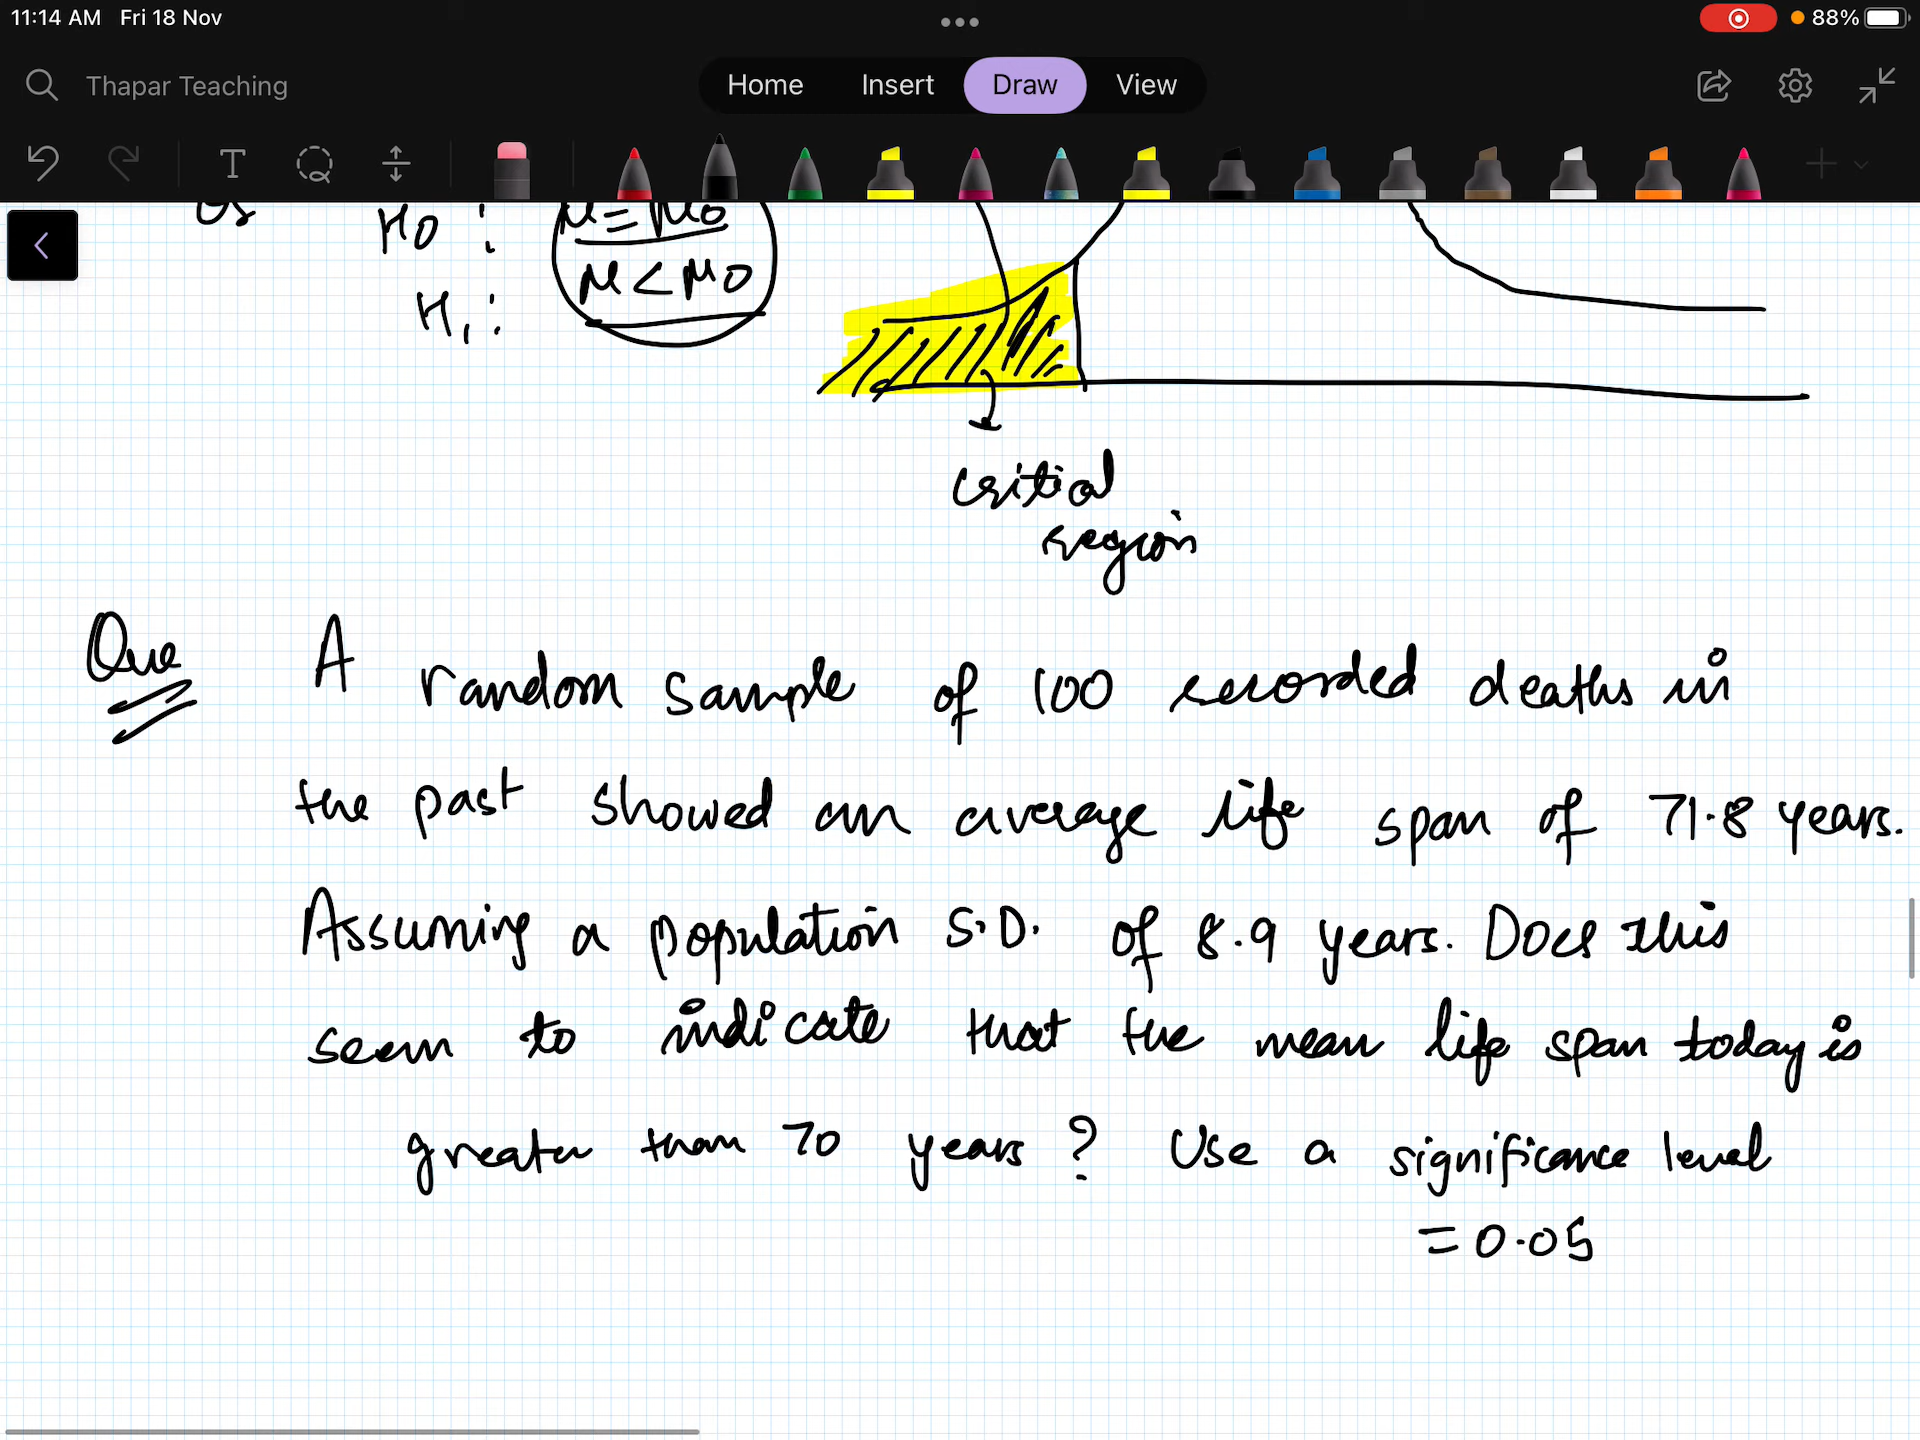 11:14 AM Fri 18 Nov
88%
Thapar Teaching
Home Insert Draw View
T
H0 : μ = μ0
H1 : μ < μ0
critial
region
Que A random sample of 100 recorded deaths in
the past showed an average life span of 71.8 years.
Assuming a population S.D. of 8.9 years. Does this
seem to indicate that the mean life span today is
greater than 70 years? Use a significance level
= 0.05